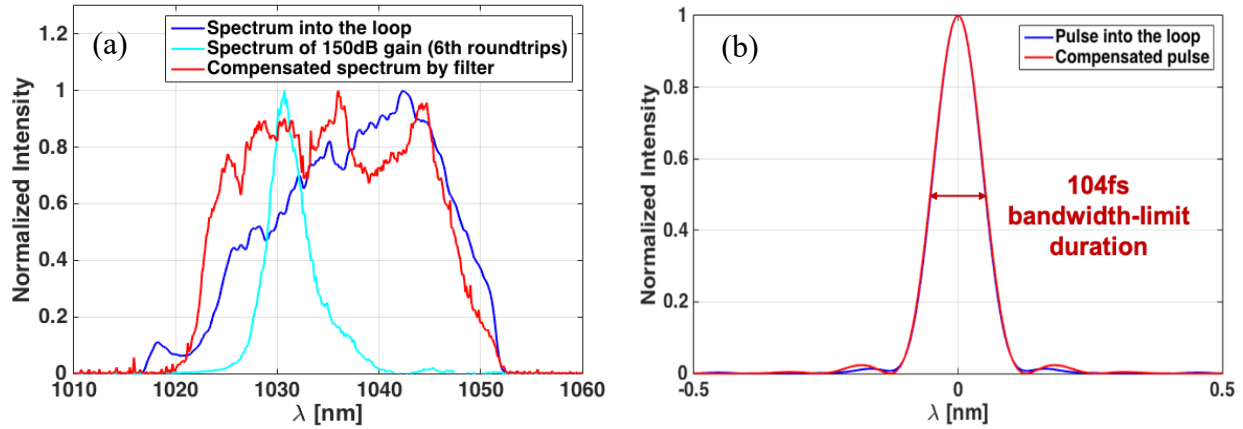 (a)
Spectrum into the loop
Spectrum of 150dB gain (6th roundtrips)
Compensated spectrum by filter
Normalized Intensity
1.2
1
0.8
0.6
0.4
0.2
0
1010 1020 1030 1040 1050 1060
λ [nm]
(b)
Pulse into the loop
Compensated pulse
Normalized Intensity
1
0.8
0.6
0.4
0.2
0
104fs
bandwidth-limit
duration
-0.5 0 0.5
λ [nm]